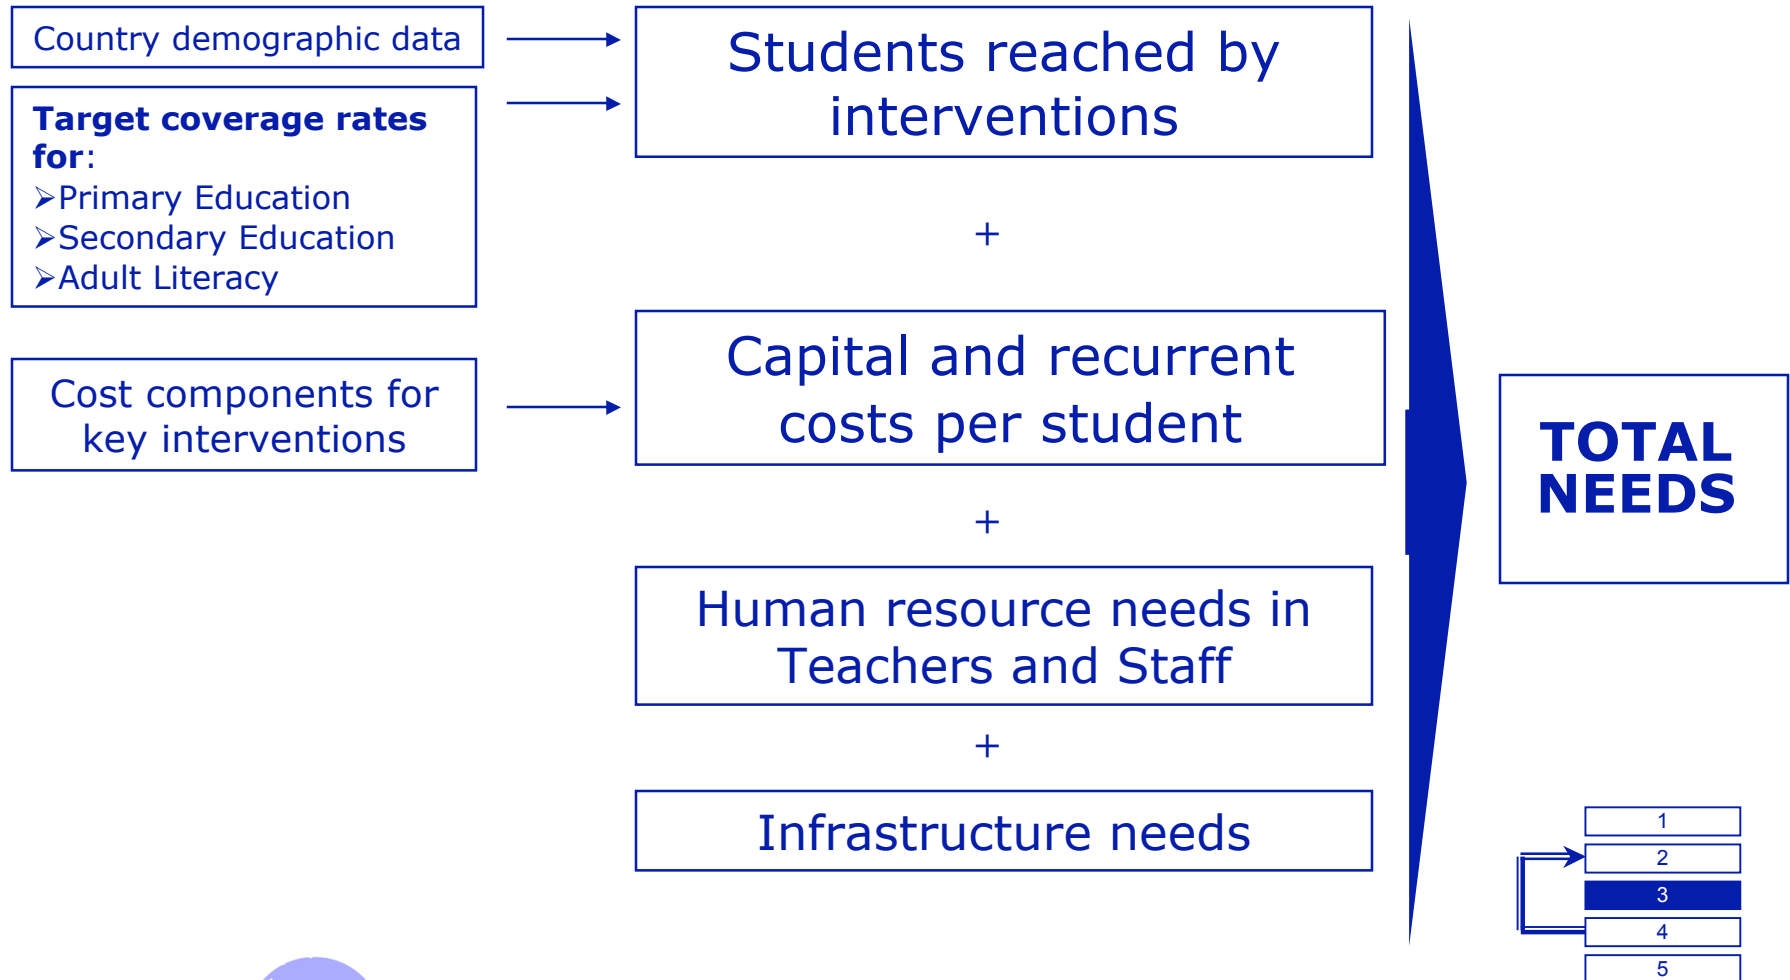 Country demographic data
Target coverage rates
for:
➢Primary Education
➢Secondary Education
➢Adult Literacy
Cost components for
key interventions
Students reached by
interventions
+
Capital and recurrent
costs per student
+
Human resource needs in
Teachers and Staff
+
Infrastructure needs
TOTAL
NEEDS
1
2
3
4
5